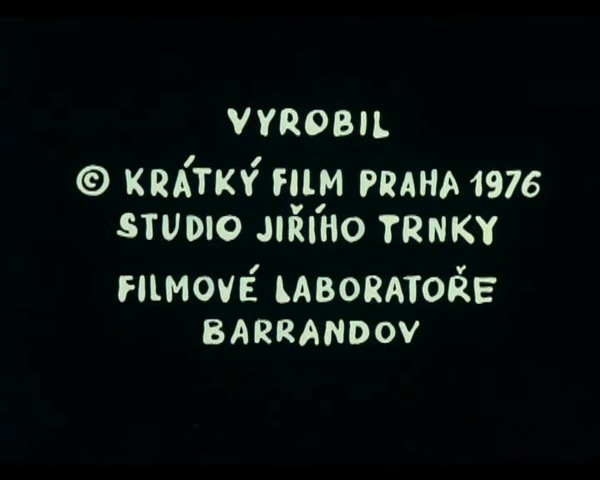 VYROBIL
© KRÁTKÝ FILM PRAHA 1976
STUDIO JIŘÍHO TRNKY
FILMOVÉ LABORATOŘE
BARRANDOV